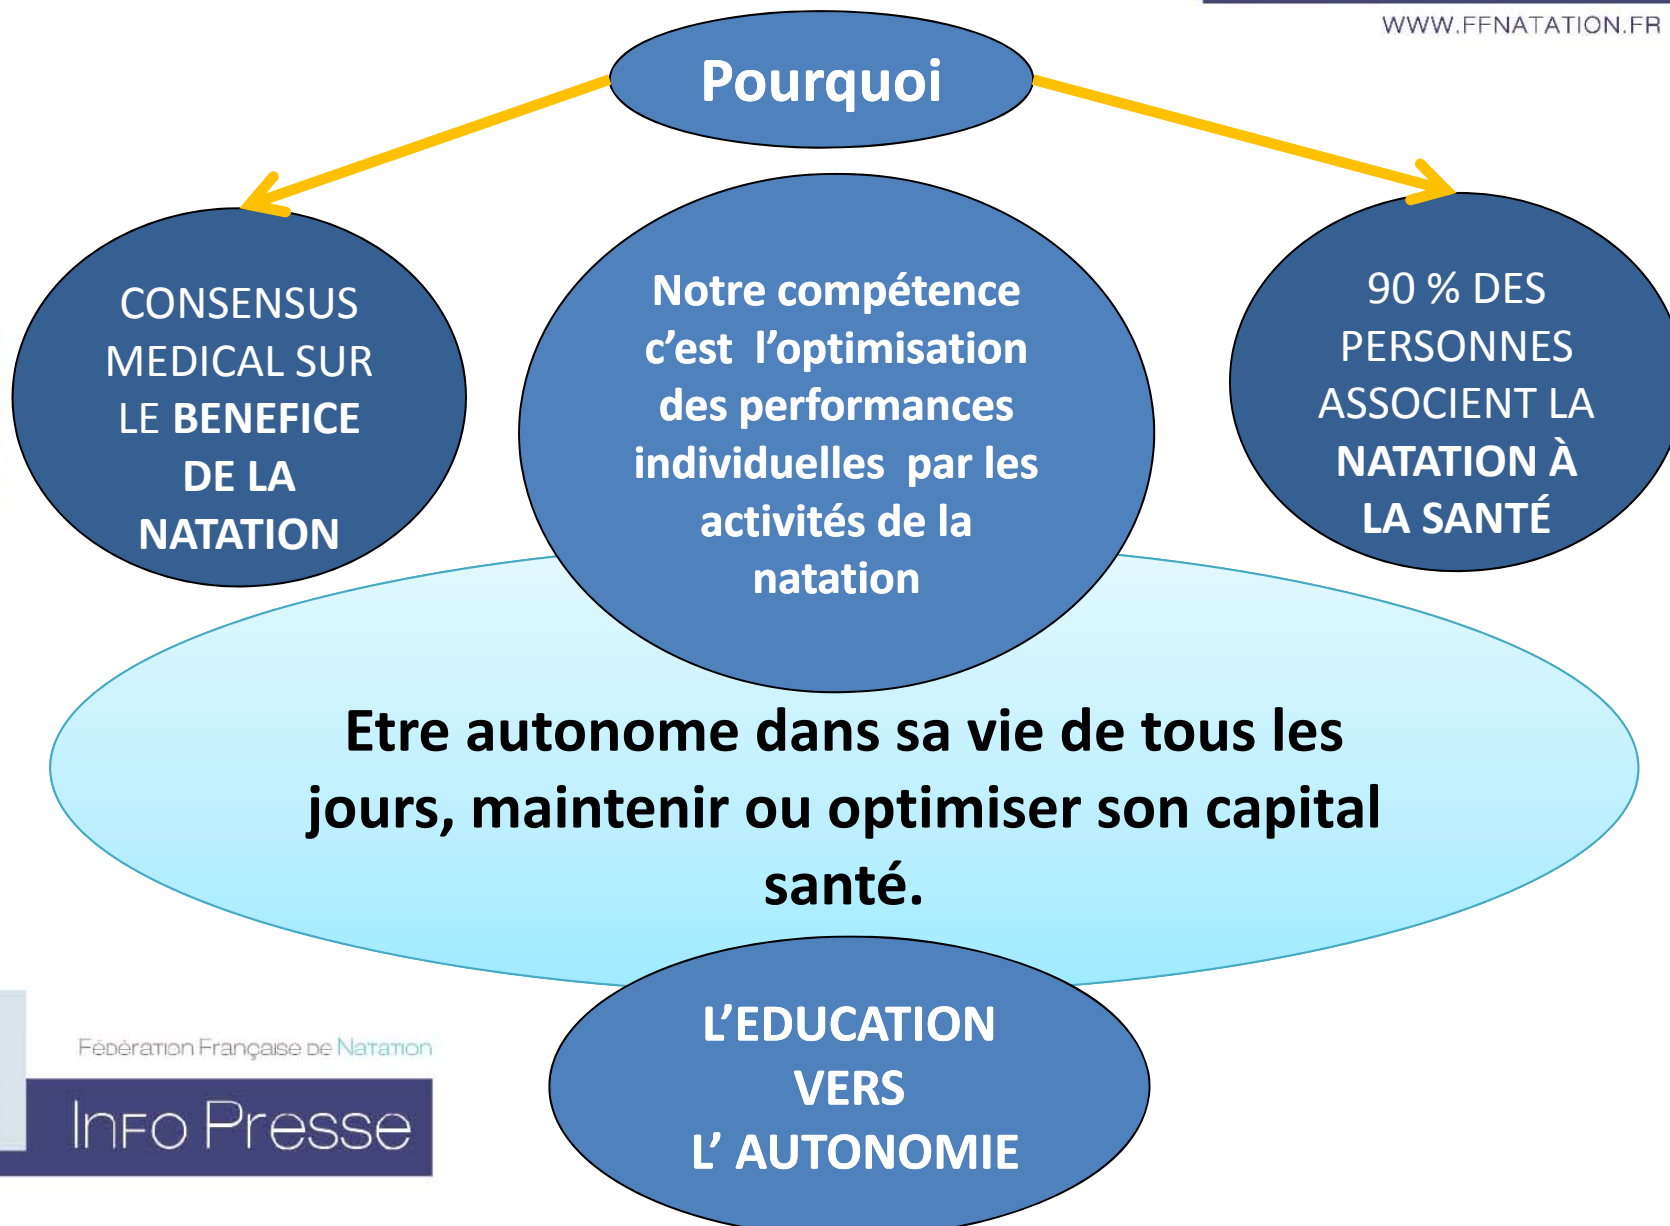 WWW.FFNATATION.FR
Pourquoi
CONSENSUS
MEDICAL SUR
LE BENEFICE
DE LA
NATATION
Notre compétence
c’est l’optimisation
des performances
individuelles par les
activités de la
natation
90 % DES
PERSONNES
ASSOCIENT LA
NATATION À
LA SANTÉ
Etre autonome dans sa vie de tous les
jours, maintenir ou optimiser son capital
santé.
L’EDUCATION
VERS
L’ AUTONOMIE
Fédération Française de Natation
Info Presse